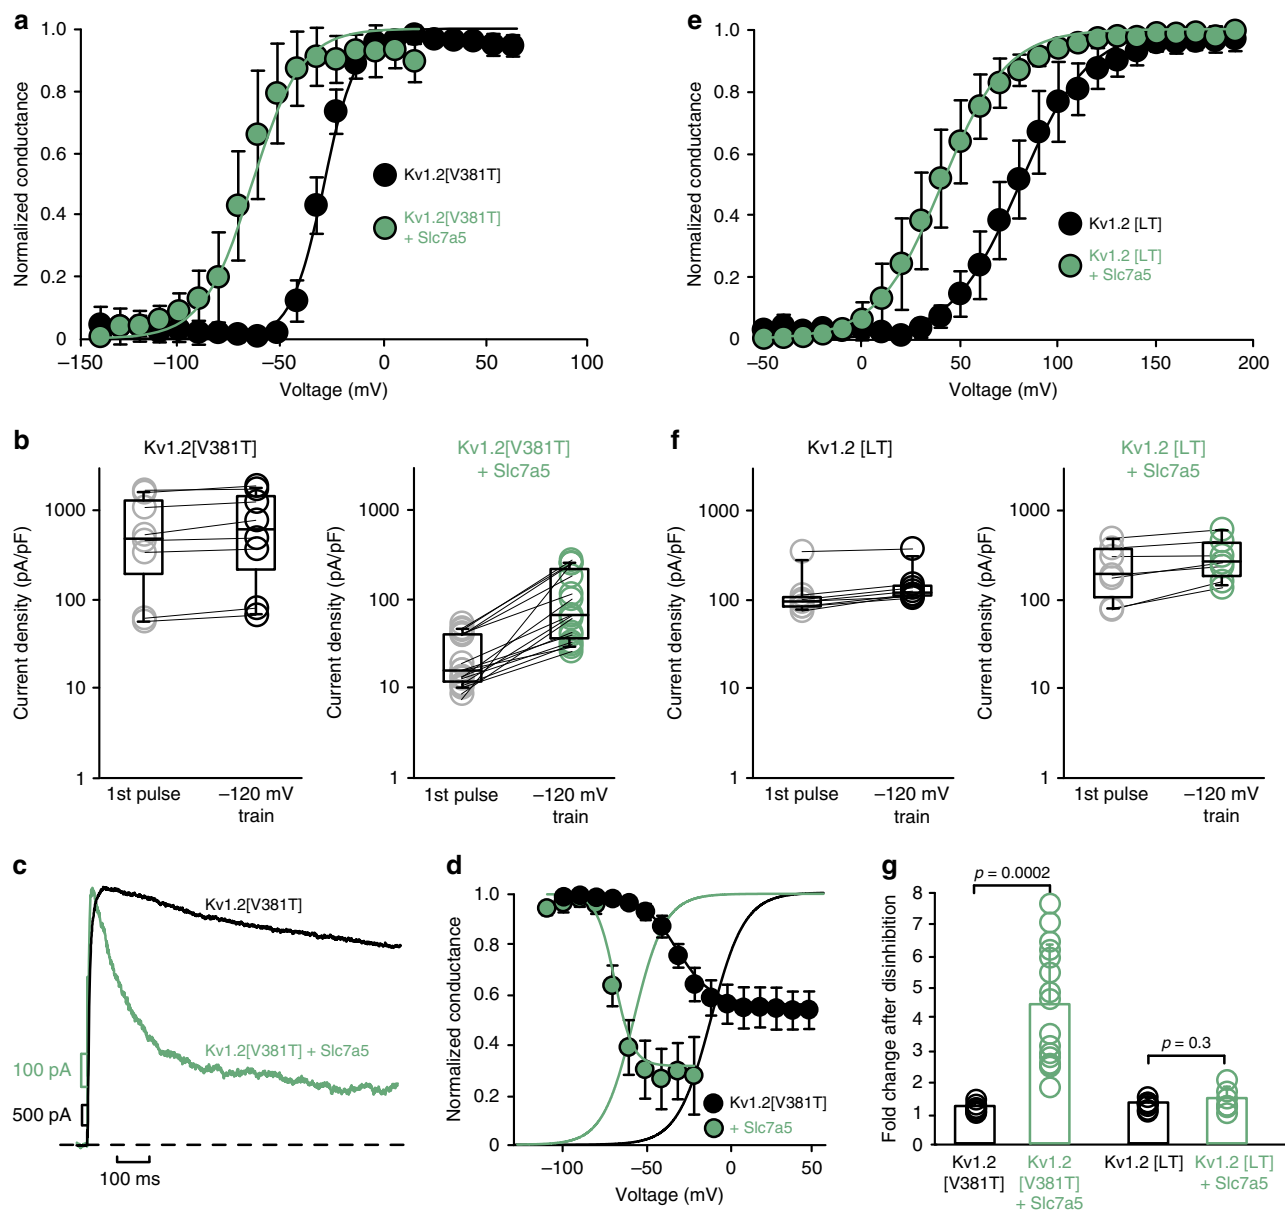 a
Normalized conductance
1.0
0.8
0.6
0.4
0.2
0
–150
–100
–50
0
50
100
Voltage (mV)
Kv1.2[V381T]
Kv1.2[V381T]
+ Slc7a5
e
Normalized conductance
1.0
0.8
0.6
0.4
0.2
0
–50
0
50
100
150
200
Voltage (mV)
Kv1.2 [LT]
Kv1.2 [LT]
+ Slc7a5
b
Kv1.2[V381T]
Current density (pA/pF)
1000
100
10
1
1st pulse
–120 mV
train
Kv1.2[V381T]
+ Slc7a5
Current density (pA/pF)
1000
100
10
1
1st pulse
–120 mV
train
f
Kv1.2 [LT]
Current density (pA/pF)
1000
100
10
1
1st pulse
–120 mV
train
Kv1.2 [LT]
+ Slc7a5
Current density (pA/pF)
1000
100
10
1
1st pulse
–120 mV
train
c
Kv1.2[V381T]
Kv1.2[V381T] + Slc7a5
100 pA
500 pA
100 ms
d
Normalized conductance
1.0
0.8
0.6
0.4
0.2
0
–100
–50
0
50
Voltage (mV)
Kv1.2[V381T]
+ Slc7a5
g
Fold change after disinhibition
8
7
6
5
4
3
2
1
0
p = 0.0002
p = 0.3
Kv1.2
[V381T]
Kv1.2
[V381T]
+ Slc7a5
Kv1.2 [LT]
Kv1.2 [LT]
+ Slc7a5